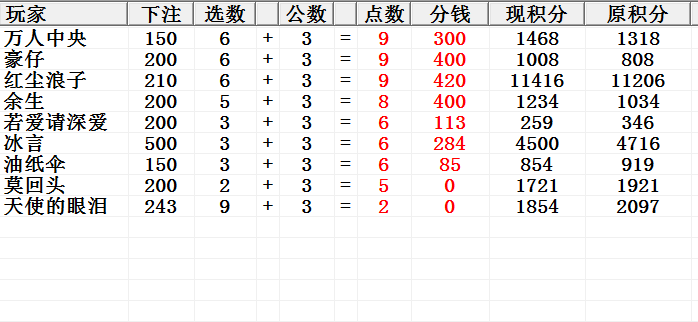 玩家 下注 选数 公数 点数 分钱 现积分 原积分
万人中央 150 6 + 3 = 9 300 1468 1318
豪仔 200 6 + 3 = 9 400 1008 808
红尘浪子 210 6 + 3 = 9 420 11416 11206
余生 200 5 + 3 = 8 400 1234 1034
若爱请深爱 200 3 + 3 = 6 113 259 346
冰言 500 3 + 3 = 6 284 4500 4716
油纸伞 150 3 + 3 = 6 85 854 919
莫回头 200 2 + 3 = 5 0 1721 1921
天使的眼泪 243 9 + 3 = 2 0 1854 2097